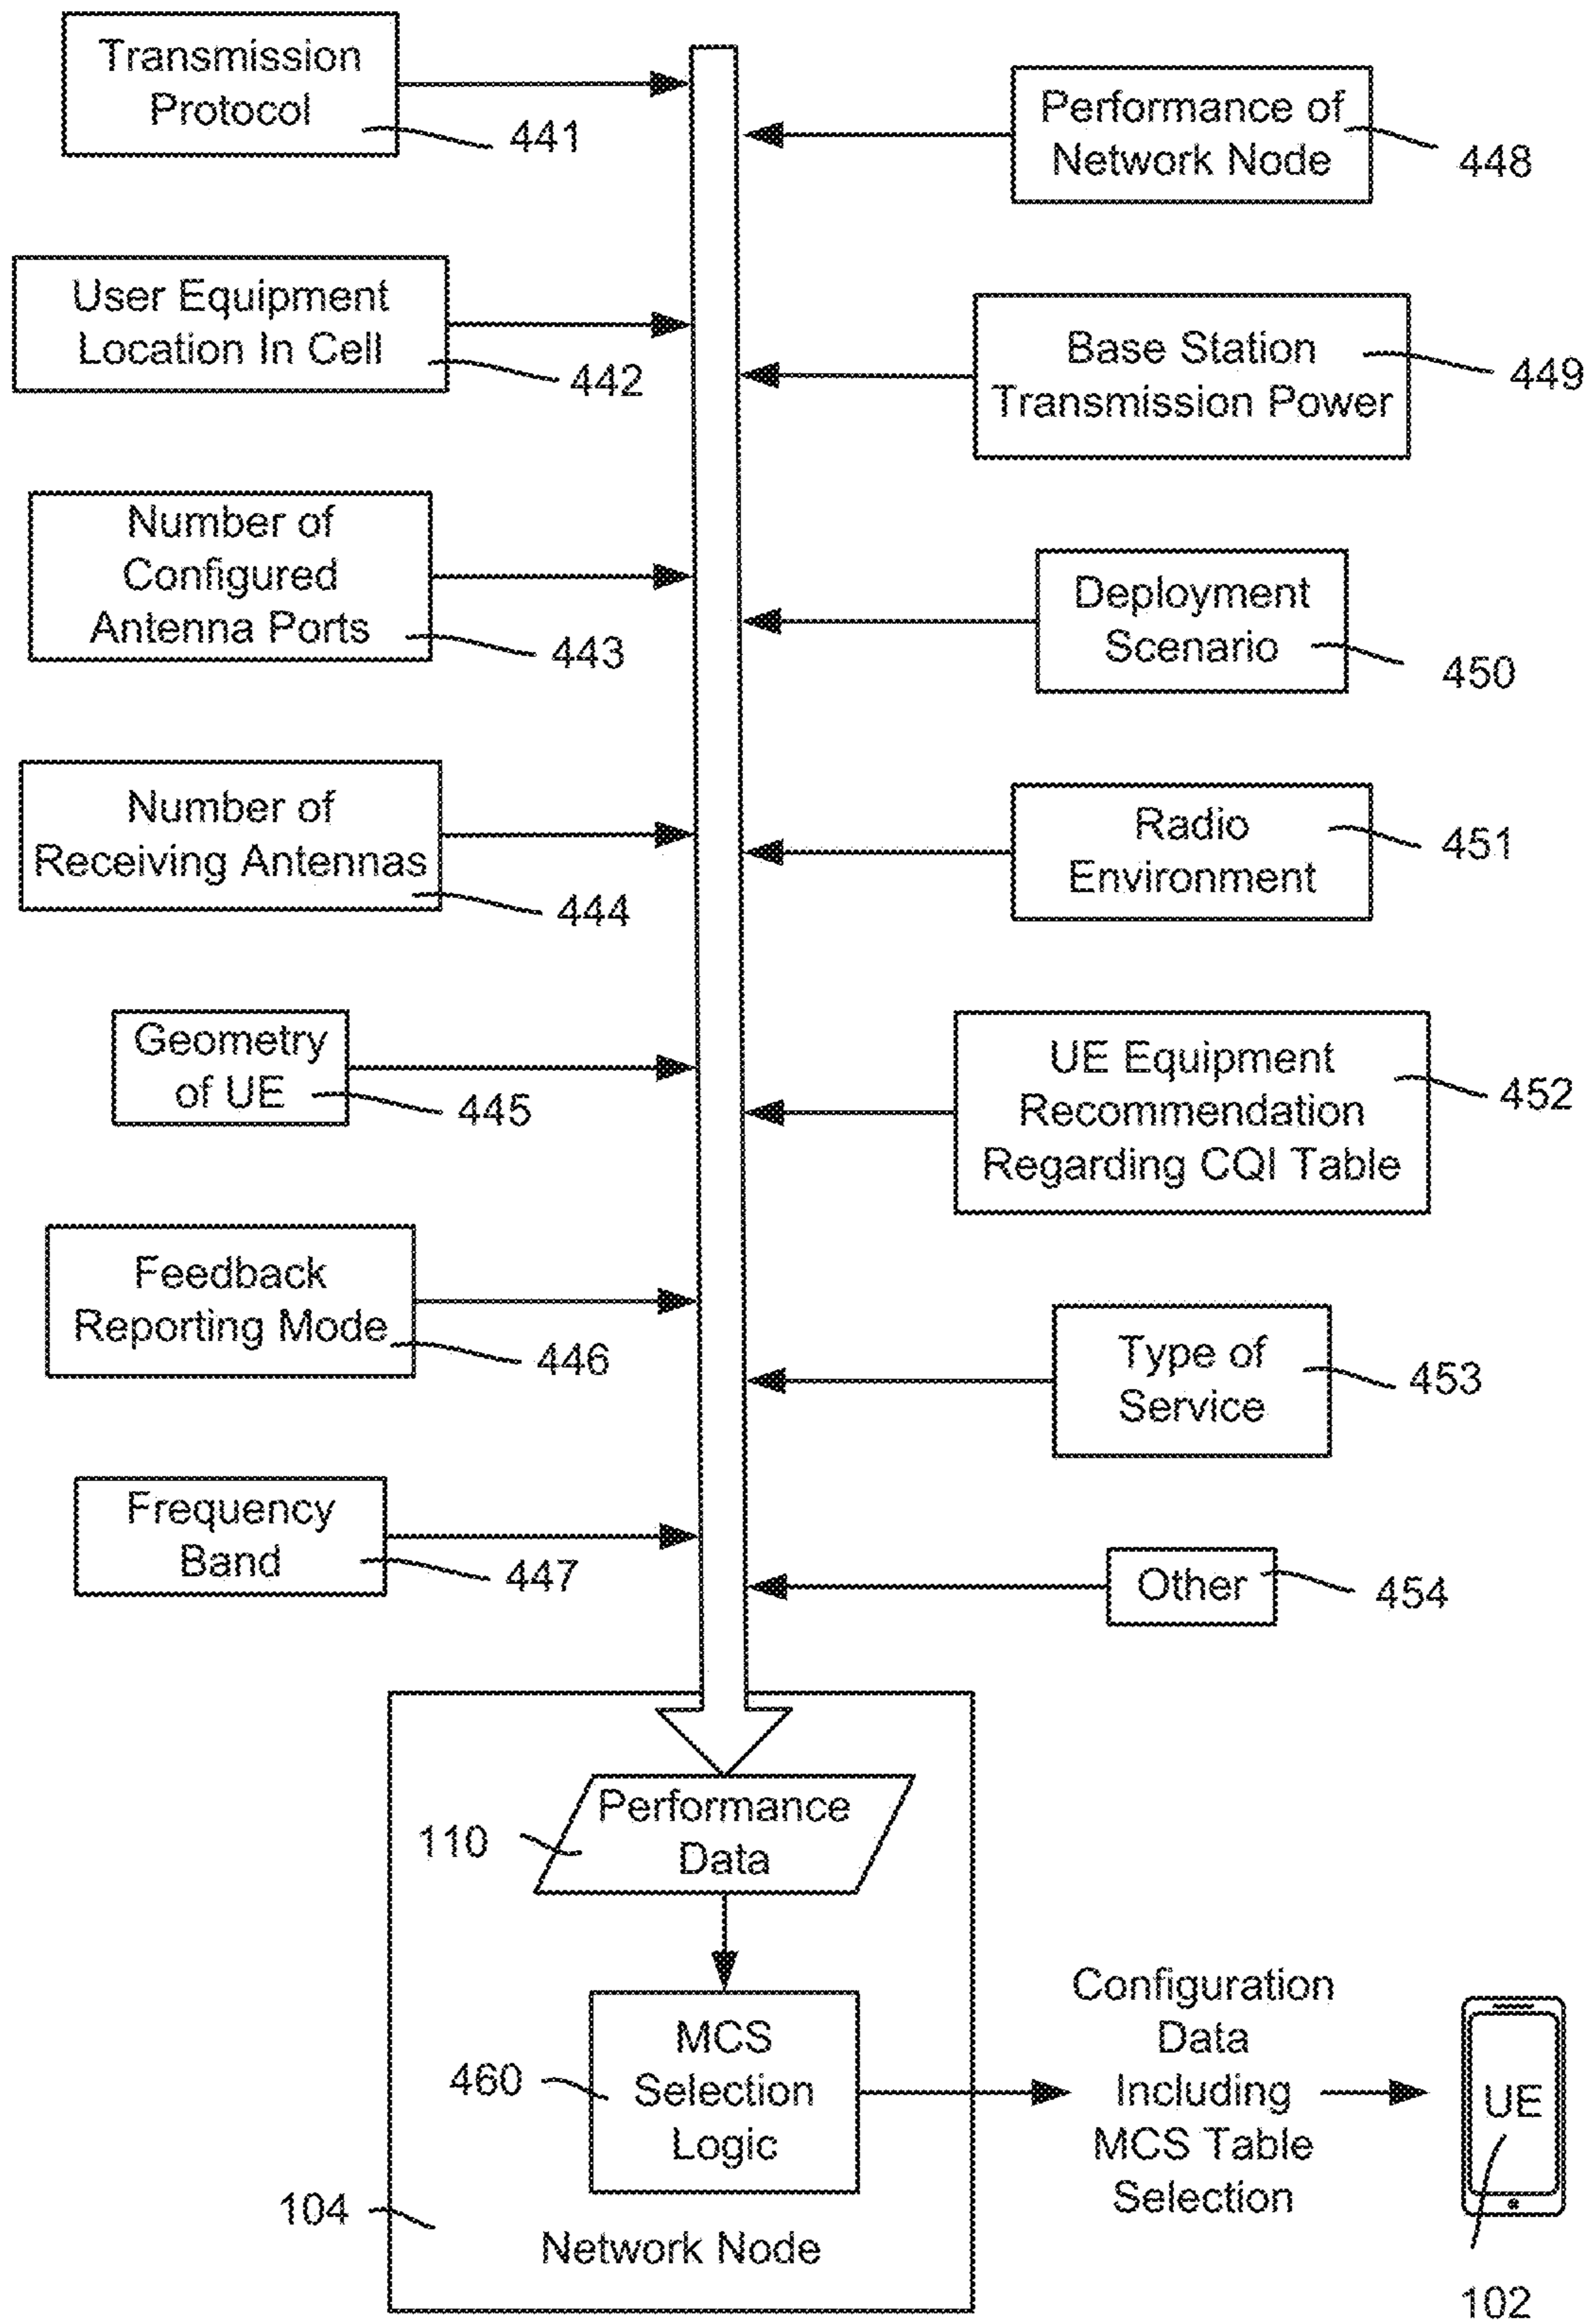 Transmission
Protocol
441
Performance of
Network Node
448
User Equipment
Location In Cell
442
Base Station
Transmission Power
449
Number of
Configured
Antenna Ports
443
Deployment
Scenario
450
Number of
Receiving Antennas
444
Radio
Environment
451
Geometry
of UE
445
UE Equipment
Recommendation
Regarding CQI Table
452
Feedback
Reporting Mode
446
Type of
Service
453
Frequency
Band
447
Other
454
Performance
Data
110
MCS
Selection
Logic
460
Configuration
Data
Including
MCS Table
Selection
UE
104
Network Node
102